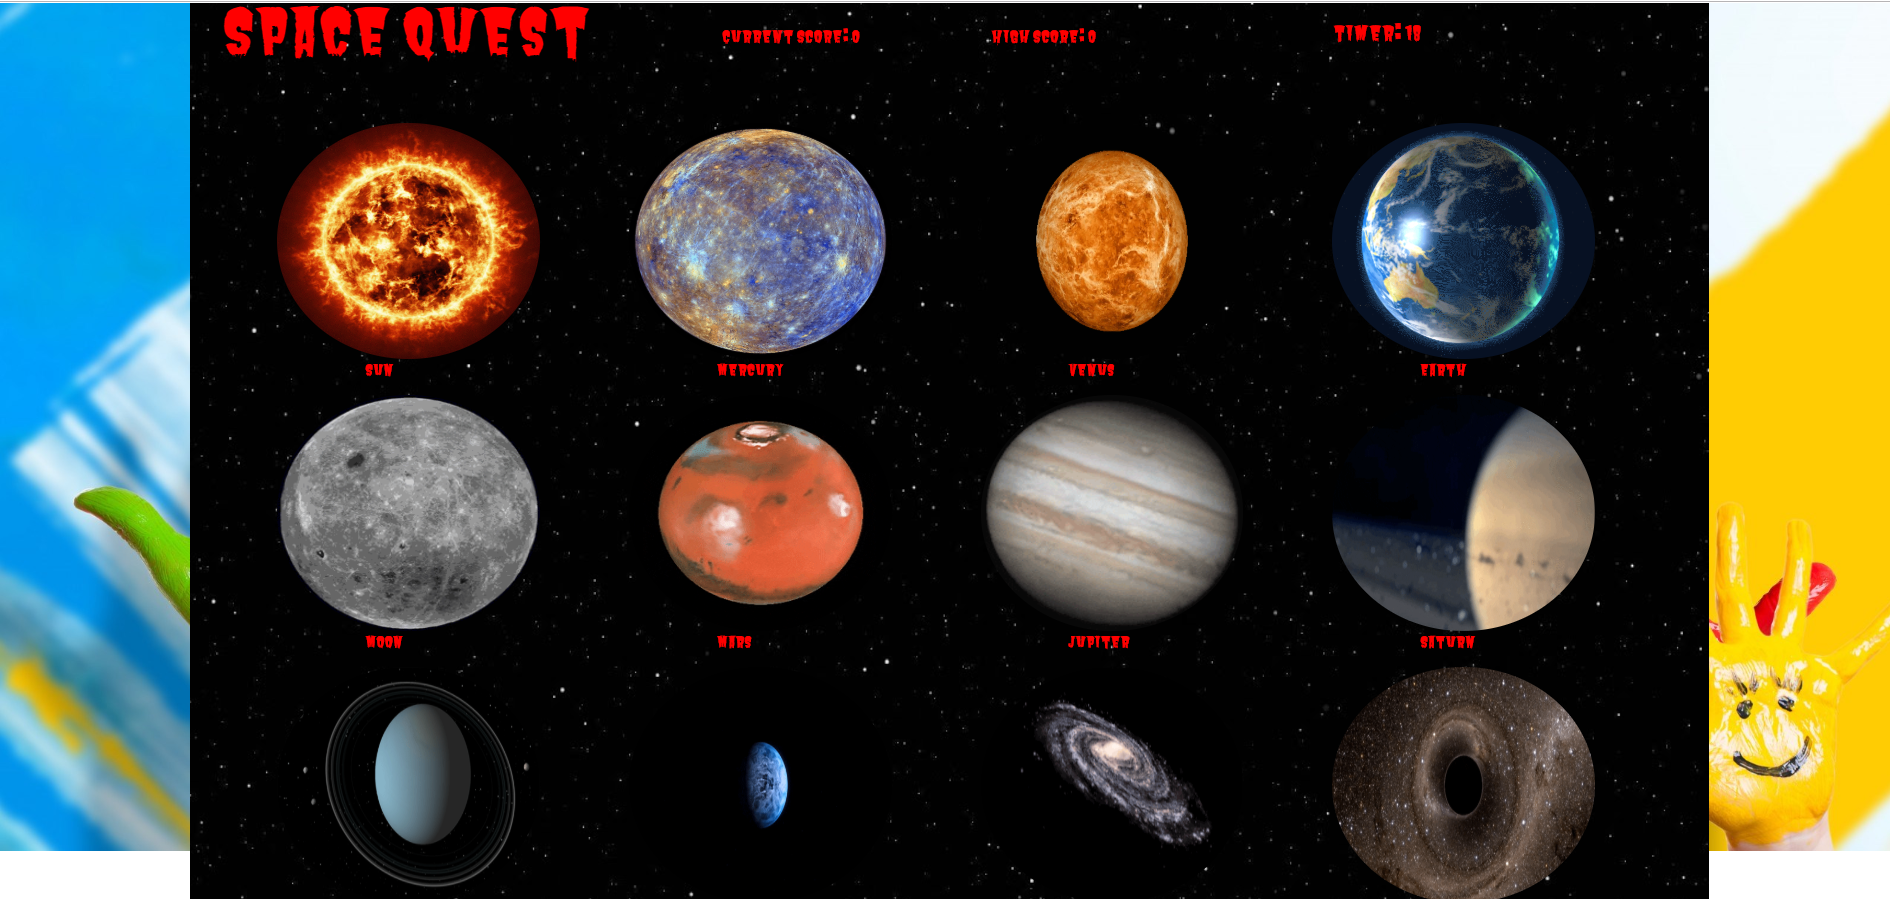 SPACE QUEST
CURRENT SCORE: 0
HIGH SCORE: 0
TIMER: 18
SUN
MERCURY
VENUS
EARTH
MOON
MARS
JUPITER
SATURN